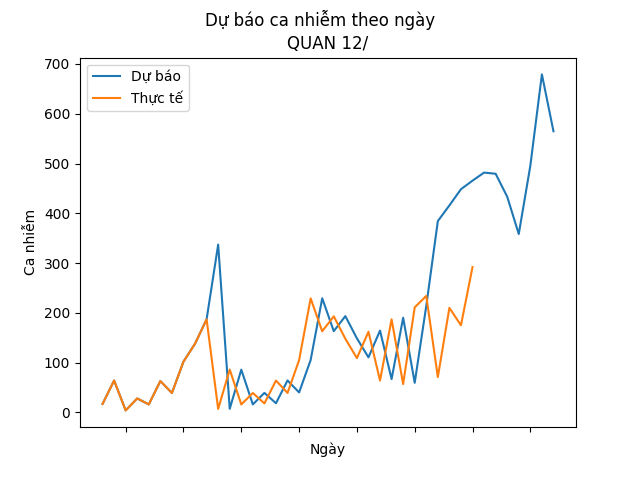 Dự báo ca nhiễm theo ngày
QUAN 12/
Dự báo
Thực tế
Ca nhiễm
700
600
500
400
300
200
100
0
Ngày